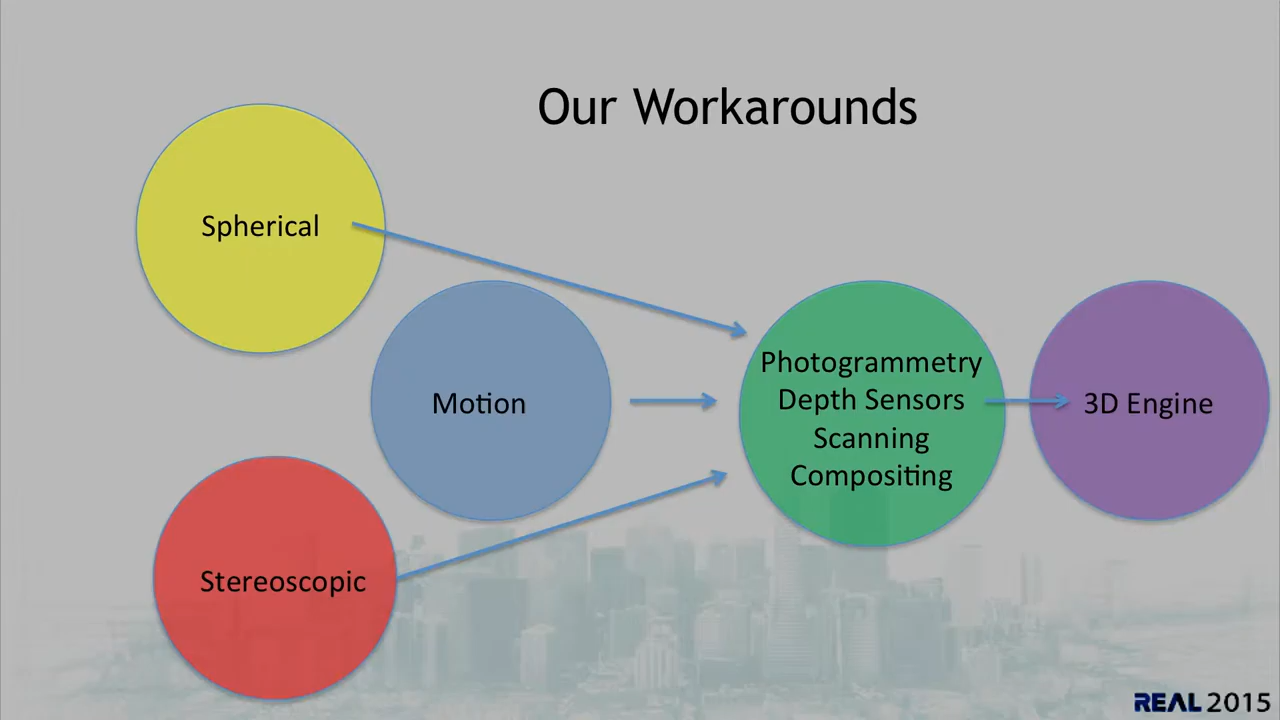 Our Workarounds
Spherical
Motion
Stereoscopic
Photogrammetry
Depth Sensors
Scanning
Compositing
3D Engine
REAL 2015